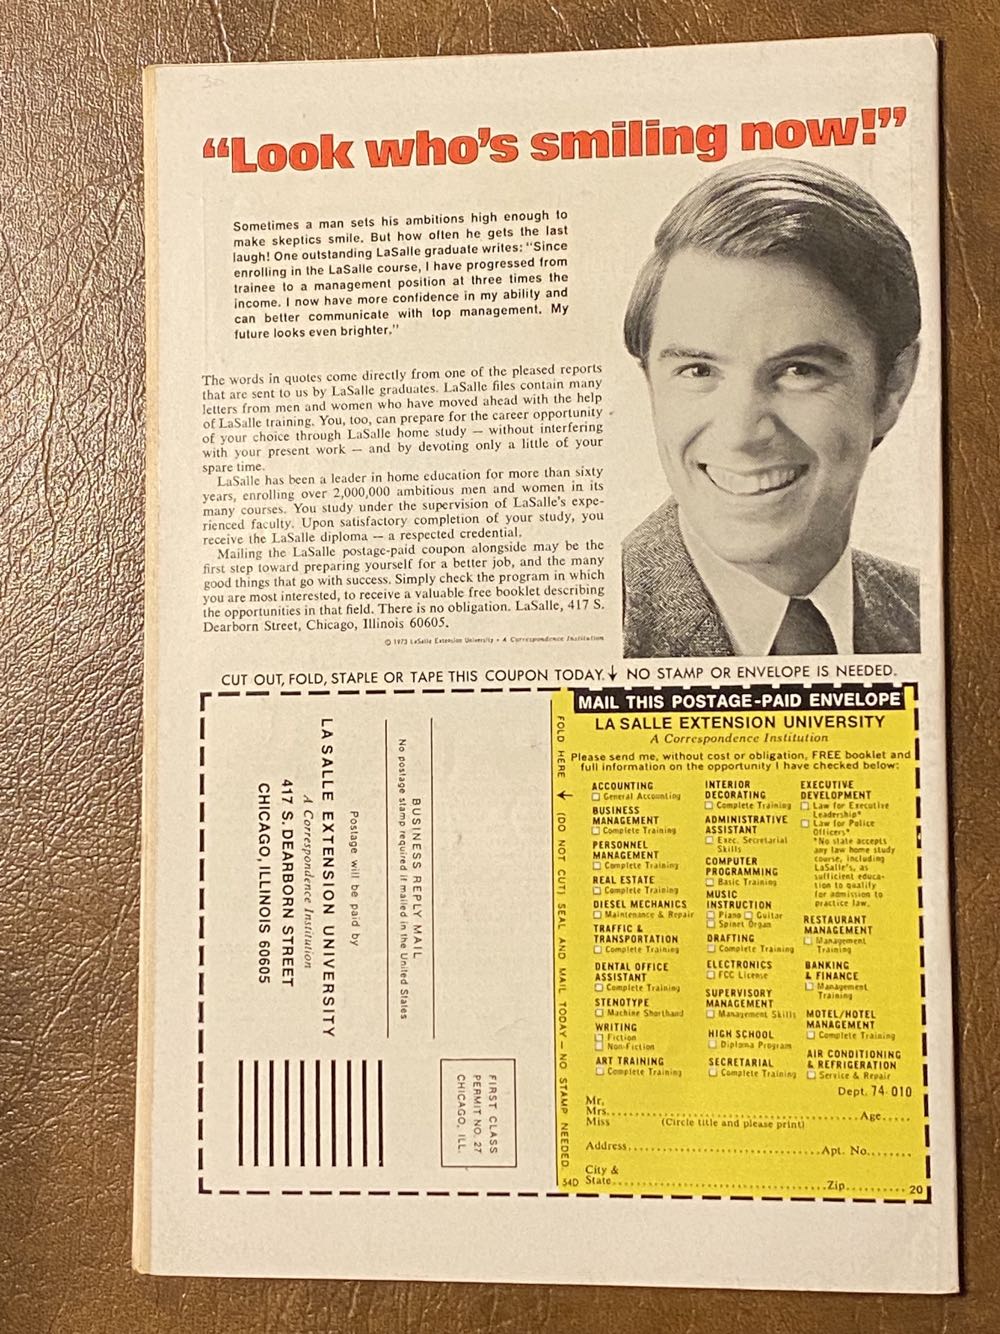 “Look who’s smiling now!”
Sometimes a man sets his ambitions high enough to
make skeptics smile. But how often he gets the last
laugh! One outstanding LaSalle graduate writes: “Since
enrolling in the LaSalle course, I have progressed from
trainee to a management position at three times the
income. I now have more confidence in my ability and
can better communicate with top management. My
future looks even brighter.”
The words in quotes come directly from one of the pleased reports
that are sent to us by LaSalle graduates. LaSalle files contain many
letters from men and women who have moved ahead with the help
of LaSalle training. You, too, can prepare for the career opportunity
of your choice through LaSalle home study — without interfering
with your present work — and by devoting only a little of your
spare time.
LaSalle has been a leader in home education for more than sixty
years, enrolling over 2,000,000 ambitious men and women in its
many courses. You study under the supervision of LaSalle’s expe-
rienced faculty. Upon satisfactory completion of your study, you
receive the LaSalle diploma — a respected credential.
Mailing the LaSalle postage-paid coupon alongside may be the
first step toward preparing yourself for a better job, and the many
good things that go with success. Simply check the program in which
you are most interested, to receive a valuable free booklet describing
the opportunities in that field. There is no obligation. LaSalle, 417 S.
Dearborn Street, Chicago, Illinois 60605.
© 1973 LaSalle Extension University • A Correspondence Institution
CUT OUT, FOLD, STAPLE OR TAPE THIS COUPON TODAY. ↓ NO STAMP OR ENVELOPE IS NEEDED.
FIRST CLASS
PERMIT NO. 27
CHICAGO, ILL.
BUSINESS REPLY MAIL
No postage stamp required if mailed in the United States
Postage will be paid by
LA SALLE EXTENSION UNIVERSITY
A Correspondence Institution
417 S. DEARBORN STREET
CHICAGO, ILLINOIS 60605
FOLD HERE ↓ (DO NOT CUT) SEAL AND MAIL TODAY — NO STAMP NEEDED.
MAIL THIS POSTAGE-PAID ENVELOPE
LA SALLE EXTENSION UNIVERSITY
A Correspondence Institution
Please send me, without cost or obligation, FREE booklet and
full information on the opportunity I have checked below:
ACCOUNTING
☐ General Accounting
BUSINESS
MANAGEMENT
☐ Complete Training
PERSONNEL
MANAGEMENT
☐ Complete Training
REAL ESTATE
☐ Complete Training
DIESEL MECHANICS
☐ Maintenance & Repair
TRAFFIC &
TRANSPORTATION
☐ Complete Training
DENTAL OFFICE
ASSISTANT
☐ Complete Training
STENOTYPE
☐ Machine Shorthand
WRITING
☐ Fiction
☐ Non-Fiction
ART TRAINING
☐ Complete Training
INTERIOR
DECORATING
☐ Complete Training
ADMINISTRATIVE
ASSISTANT
☐ Exec. Secretarial
Skills
COMPUTER
PROGRAMMING
☐ Basic Training
MUSIC
INSTRUCTION
☐ Piano ☐ Guitar
☐ Spinet Organ
DRAFTING
☐ Complete Training
ELECTRONICS
☐ FCC License
SUPERVISORY
MANAGEMENT
☐ Management Skills
HIGH SCHOOL
☐ Diploma Program
SECRETARIAL
☐ Complete Training
EXECUTIVE
DEVELOPMENT
☐ Law for Executive
Leadership*
☐ Law for Police
Officers*
*No state accepts
any law home study
course, including
LaSalle’s, as
sufficient educa-
tion to qualify
for admission to
practice law.
RESTAURANT
MANAGEMENT
☐ Management
Training
BANKING
& FINANCE
☐ Management
Training
MOTEL/HOTEL
MANAGEMENT
☐ Complete Training
AIR CONDITIONING
& REFRIGERATION
☐ Service & Repair
Dept. 74-010
Mr.
Mrs.
Miss ........ Age....
(Circle title and please print)
Address........ Apt. No......
City &
State........ Zip........
54D
20